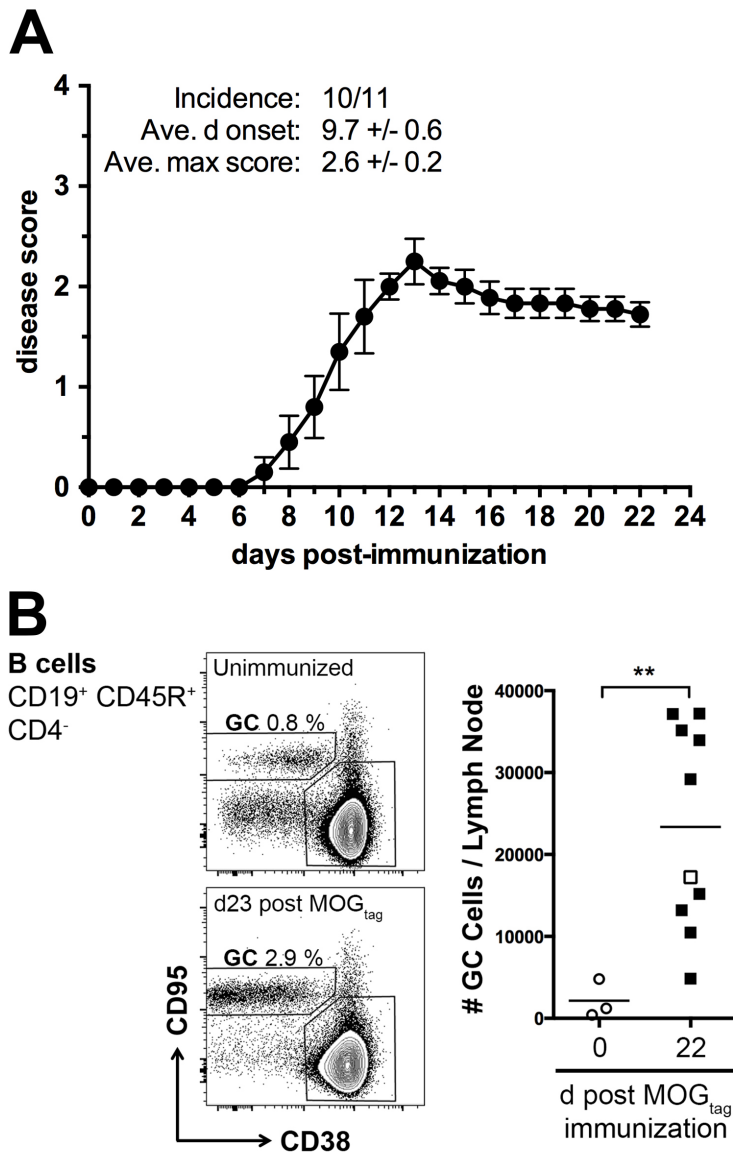 A
Incidence: 10/11
Ave. d onset: 9.7 +/- 0.6
Ave. max score: 2.6 +/- 0.2
4
3
2
1
0
disease score
0 2 4 6 8 10 12 14 16 18 20 22 24
days post-immunization
B
B cells
CD19⁺ CD45R⁺
CD4⁻
Unimmunized
GC 0.8 %
d23 post MOGtag
GC 2.9 %
CD95
CD38
**
40000
30000
20000
10000
0
# GC Cells / Lymph Node
0 22
d post MOGtag
immunization